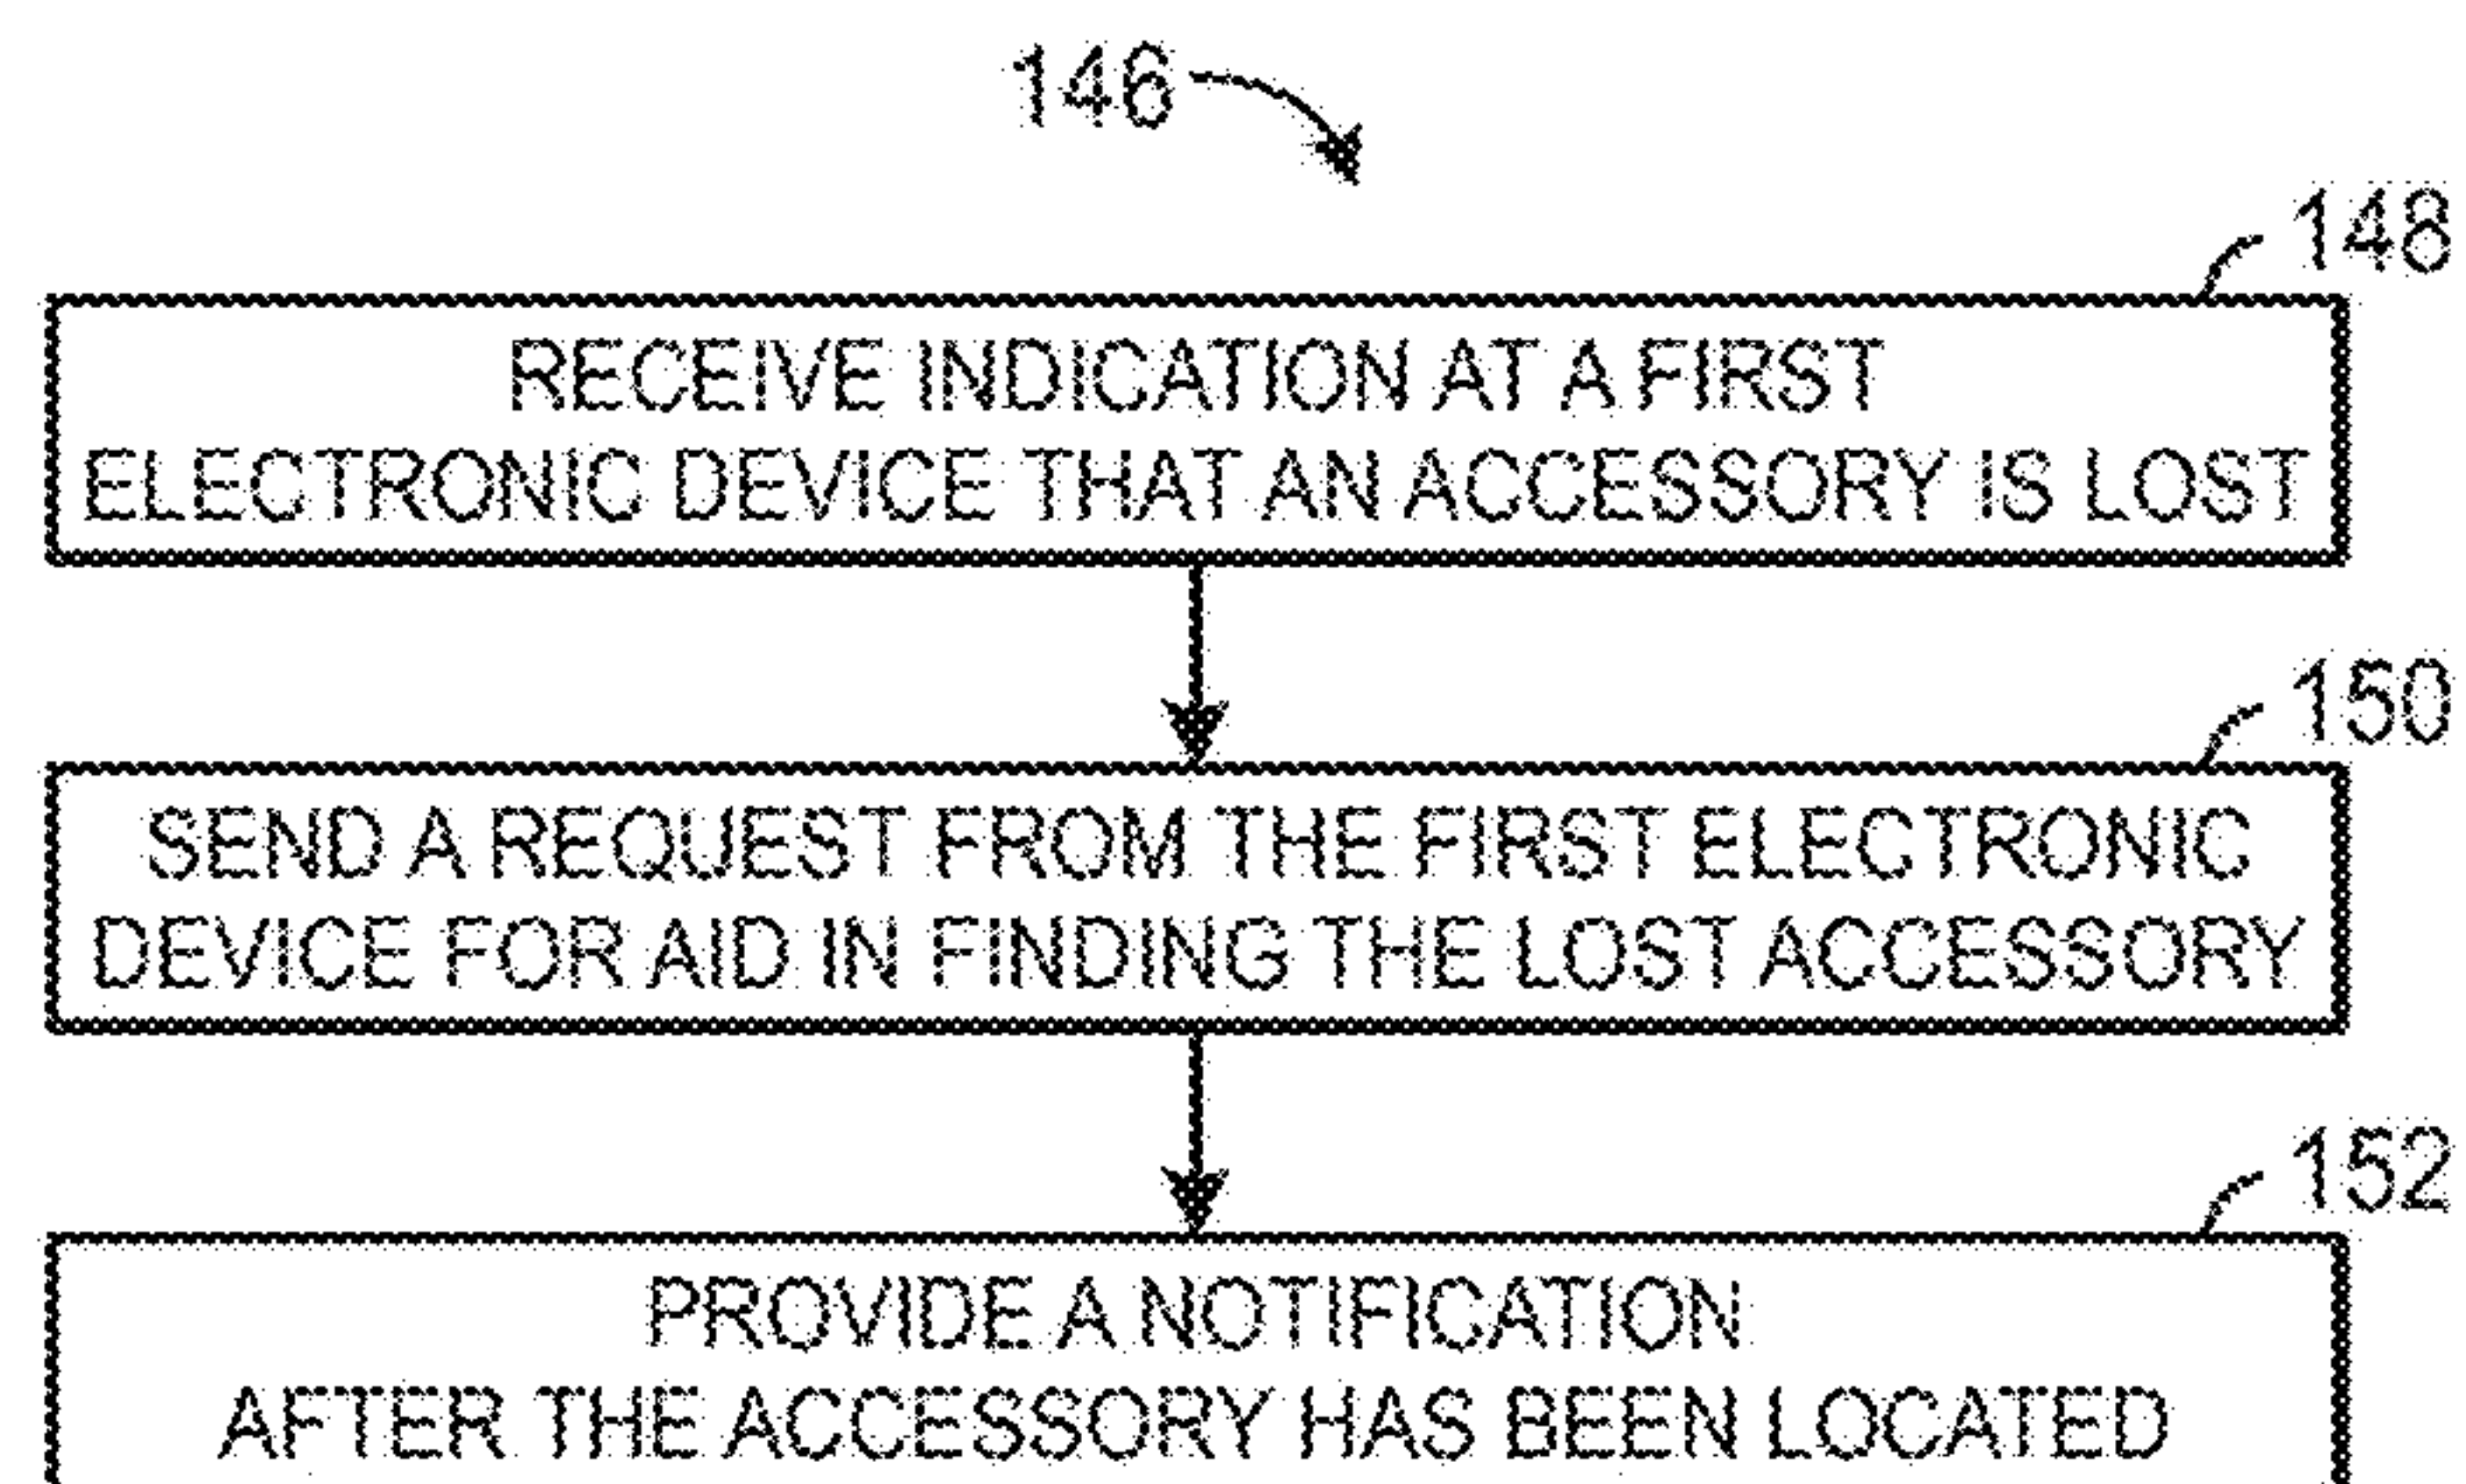 146
148
RECEIVE INDICATION AT A FIRST
ELECTRONIC DEVICE THAT AN ACCESSORY IS LOST
150
SEND A REQUEST FROM THE FIRST ELECTRONIC
DEVICE FOR AID IN FINDING THE LOST ACCESSORY
152
PROVIDE A NOTIFICATION
AFTER THE ACCESSORY HAS BEEN LOCATED